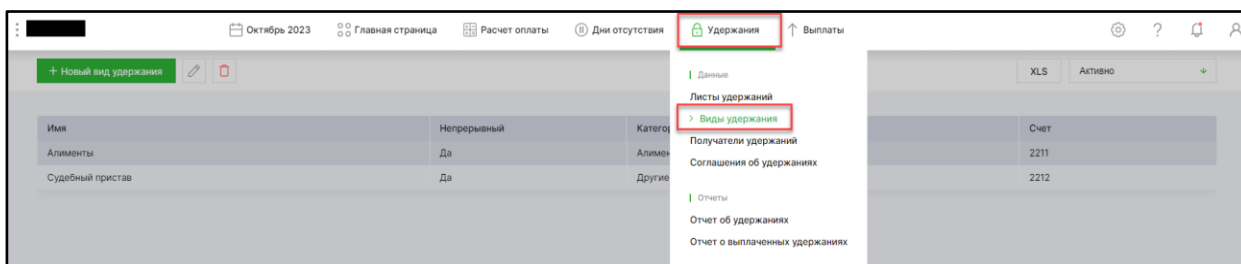 Октябрь 2023 Главная страница Расчет оплаты Дни отсутствия Удержания Выплаты
+ Новый вид удержания XLS Активно
Данные
Листы удержаний
> Виды удержания
Получатели удержаний
Соглашения об удержаниях
Отчеты
Отчет об удержаниях
Отчет о выплаченных удержаниях
Имя Непрерывный Категор Счет
Алименты Да Алимен 2211
Судебный пристав Да Другие 2212